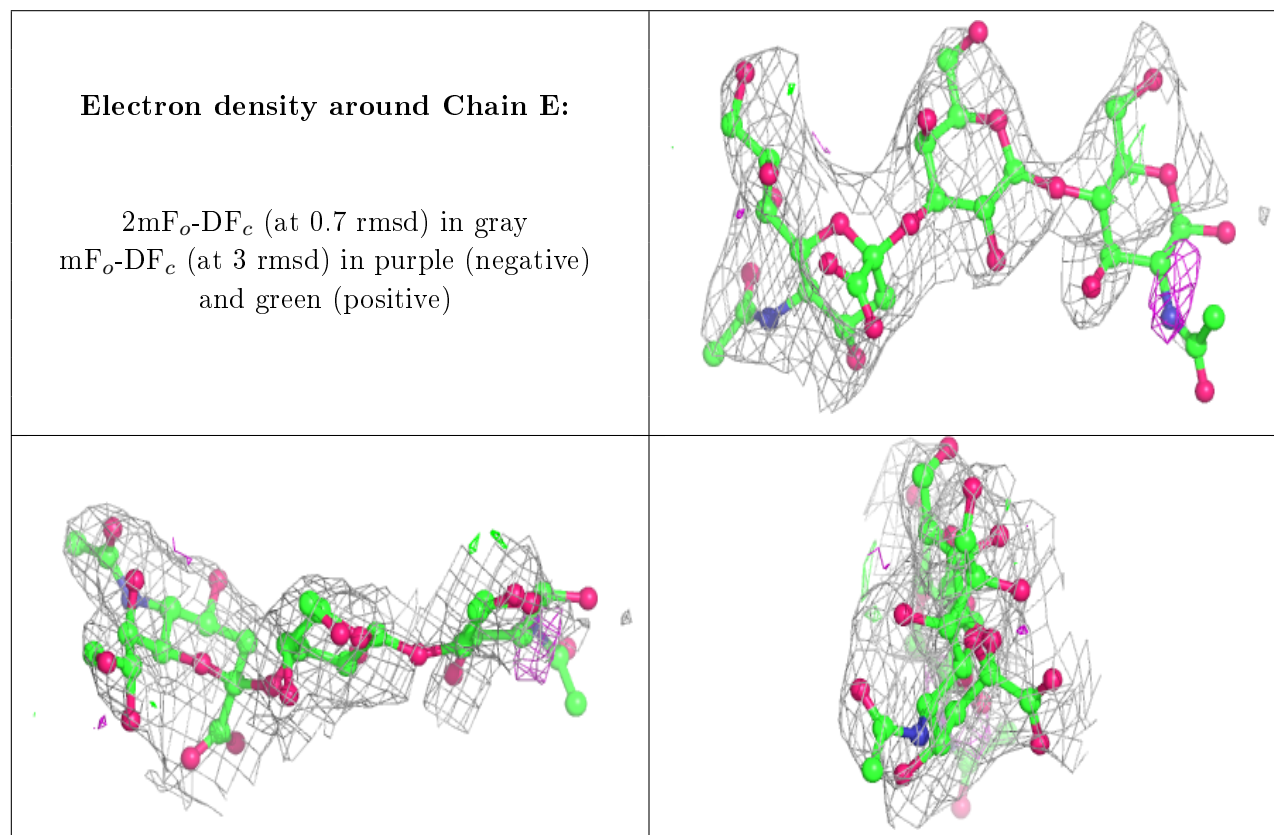 Electron density around Chain E:
2mFₒ-DF𝒸 (at 0.7 rmsd) in gray
mFₒ-DF𝒸 (at 3 rmsd) in purple (negative)
and green (positive)